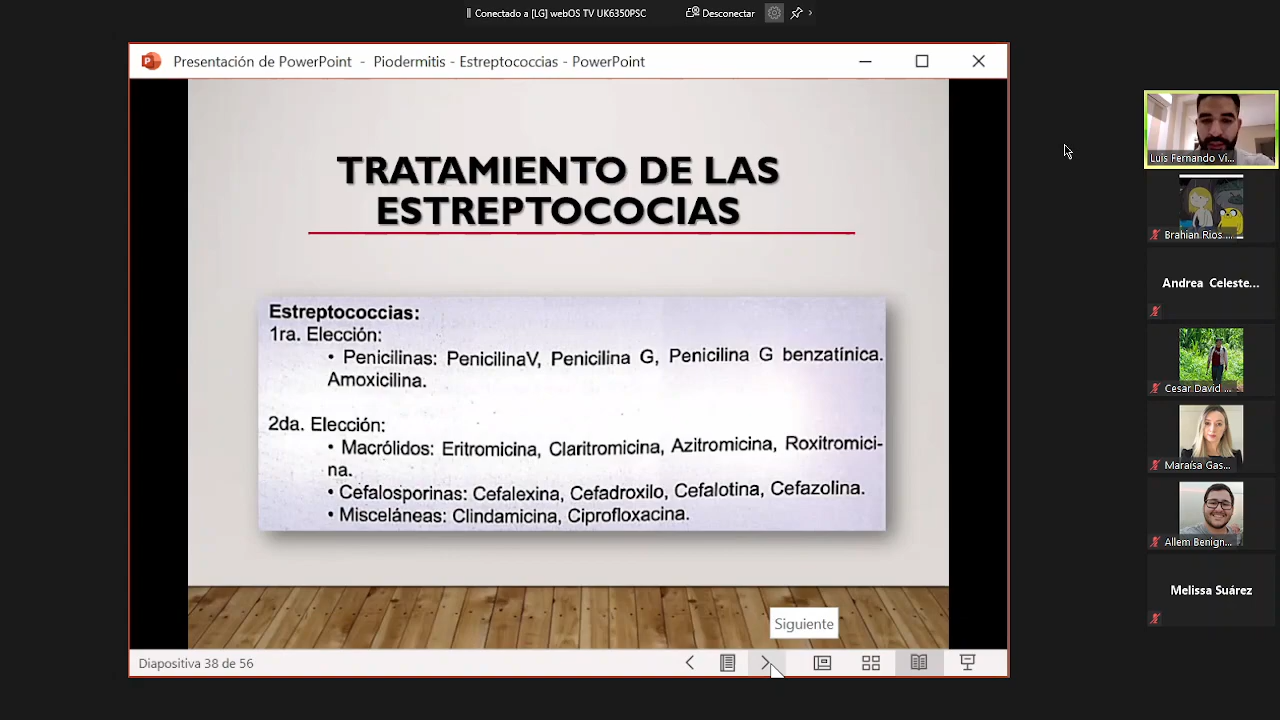 Conectado a [LG] webOS TV UK6350PSC
Desconectar
Presentación de PowerPoint - Piodermitis - Estreptococcias - PowerPoint
TRATAMIENTO DE LAS
ESTREPTOCOCIAS
Estreptococcias:
1ra. Elección:
• Penicilinas: PenicilinaV, Penicilina G, Penicilina G benzatínica.
Amoxicilina.
2da. Elección:
• Macrólidos: Eritromicina, Claritromicina, Azitromicina, Roxitromici-
na.
• Cefalosporinas: Cefalexina, Cefadroxilo, Cefalotina, Cefazolina.
• Misceláneas: Clindamicina, Ciprofloxacina.
Siguiente
Diapositiva 38 de 56
Luis Fernando Vi...
Brahian Rios...
Andrea Celeste...
Cesar David...
Maraísa Gas...
Allem Benign...
Melissa Suárez